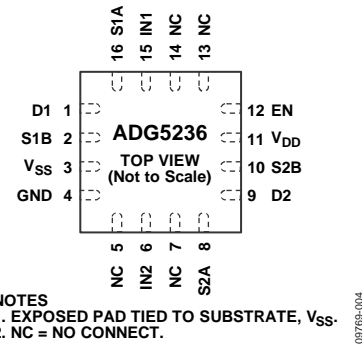 16 S1A
15 IN1
14 NC
13 NC
D1 1
S1B 2
VSS 3
GND 4
ADG5236
TOP VIEW
(Not to Scale)
12 EN
11 VDD
10 S2B
9 D2
NC 5
IN2 6
NC 7
S2A 8
NOTES
. EXPOSED PAD TIED TO SUBSTRATE, VSS.
2. NC = NO CONNECT.
09769-004